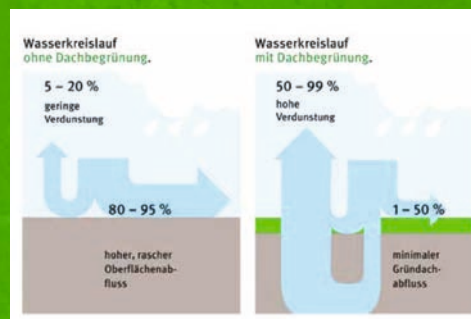 Wasserkreislauf
ohne Dachbegrünung.
5 – 20 %
geringe
Verdunstung
80 – 95 %
hoher, rascher
Oberflächenab-
fluss
Wasserkreislauf
mit Dachbegrünung.
50 – 99 %
hohe
Verdunstung
1 – 50 %
minimaler
Gründach-
abfluss